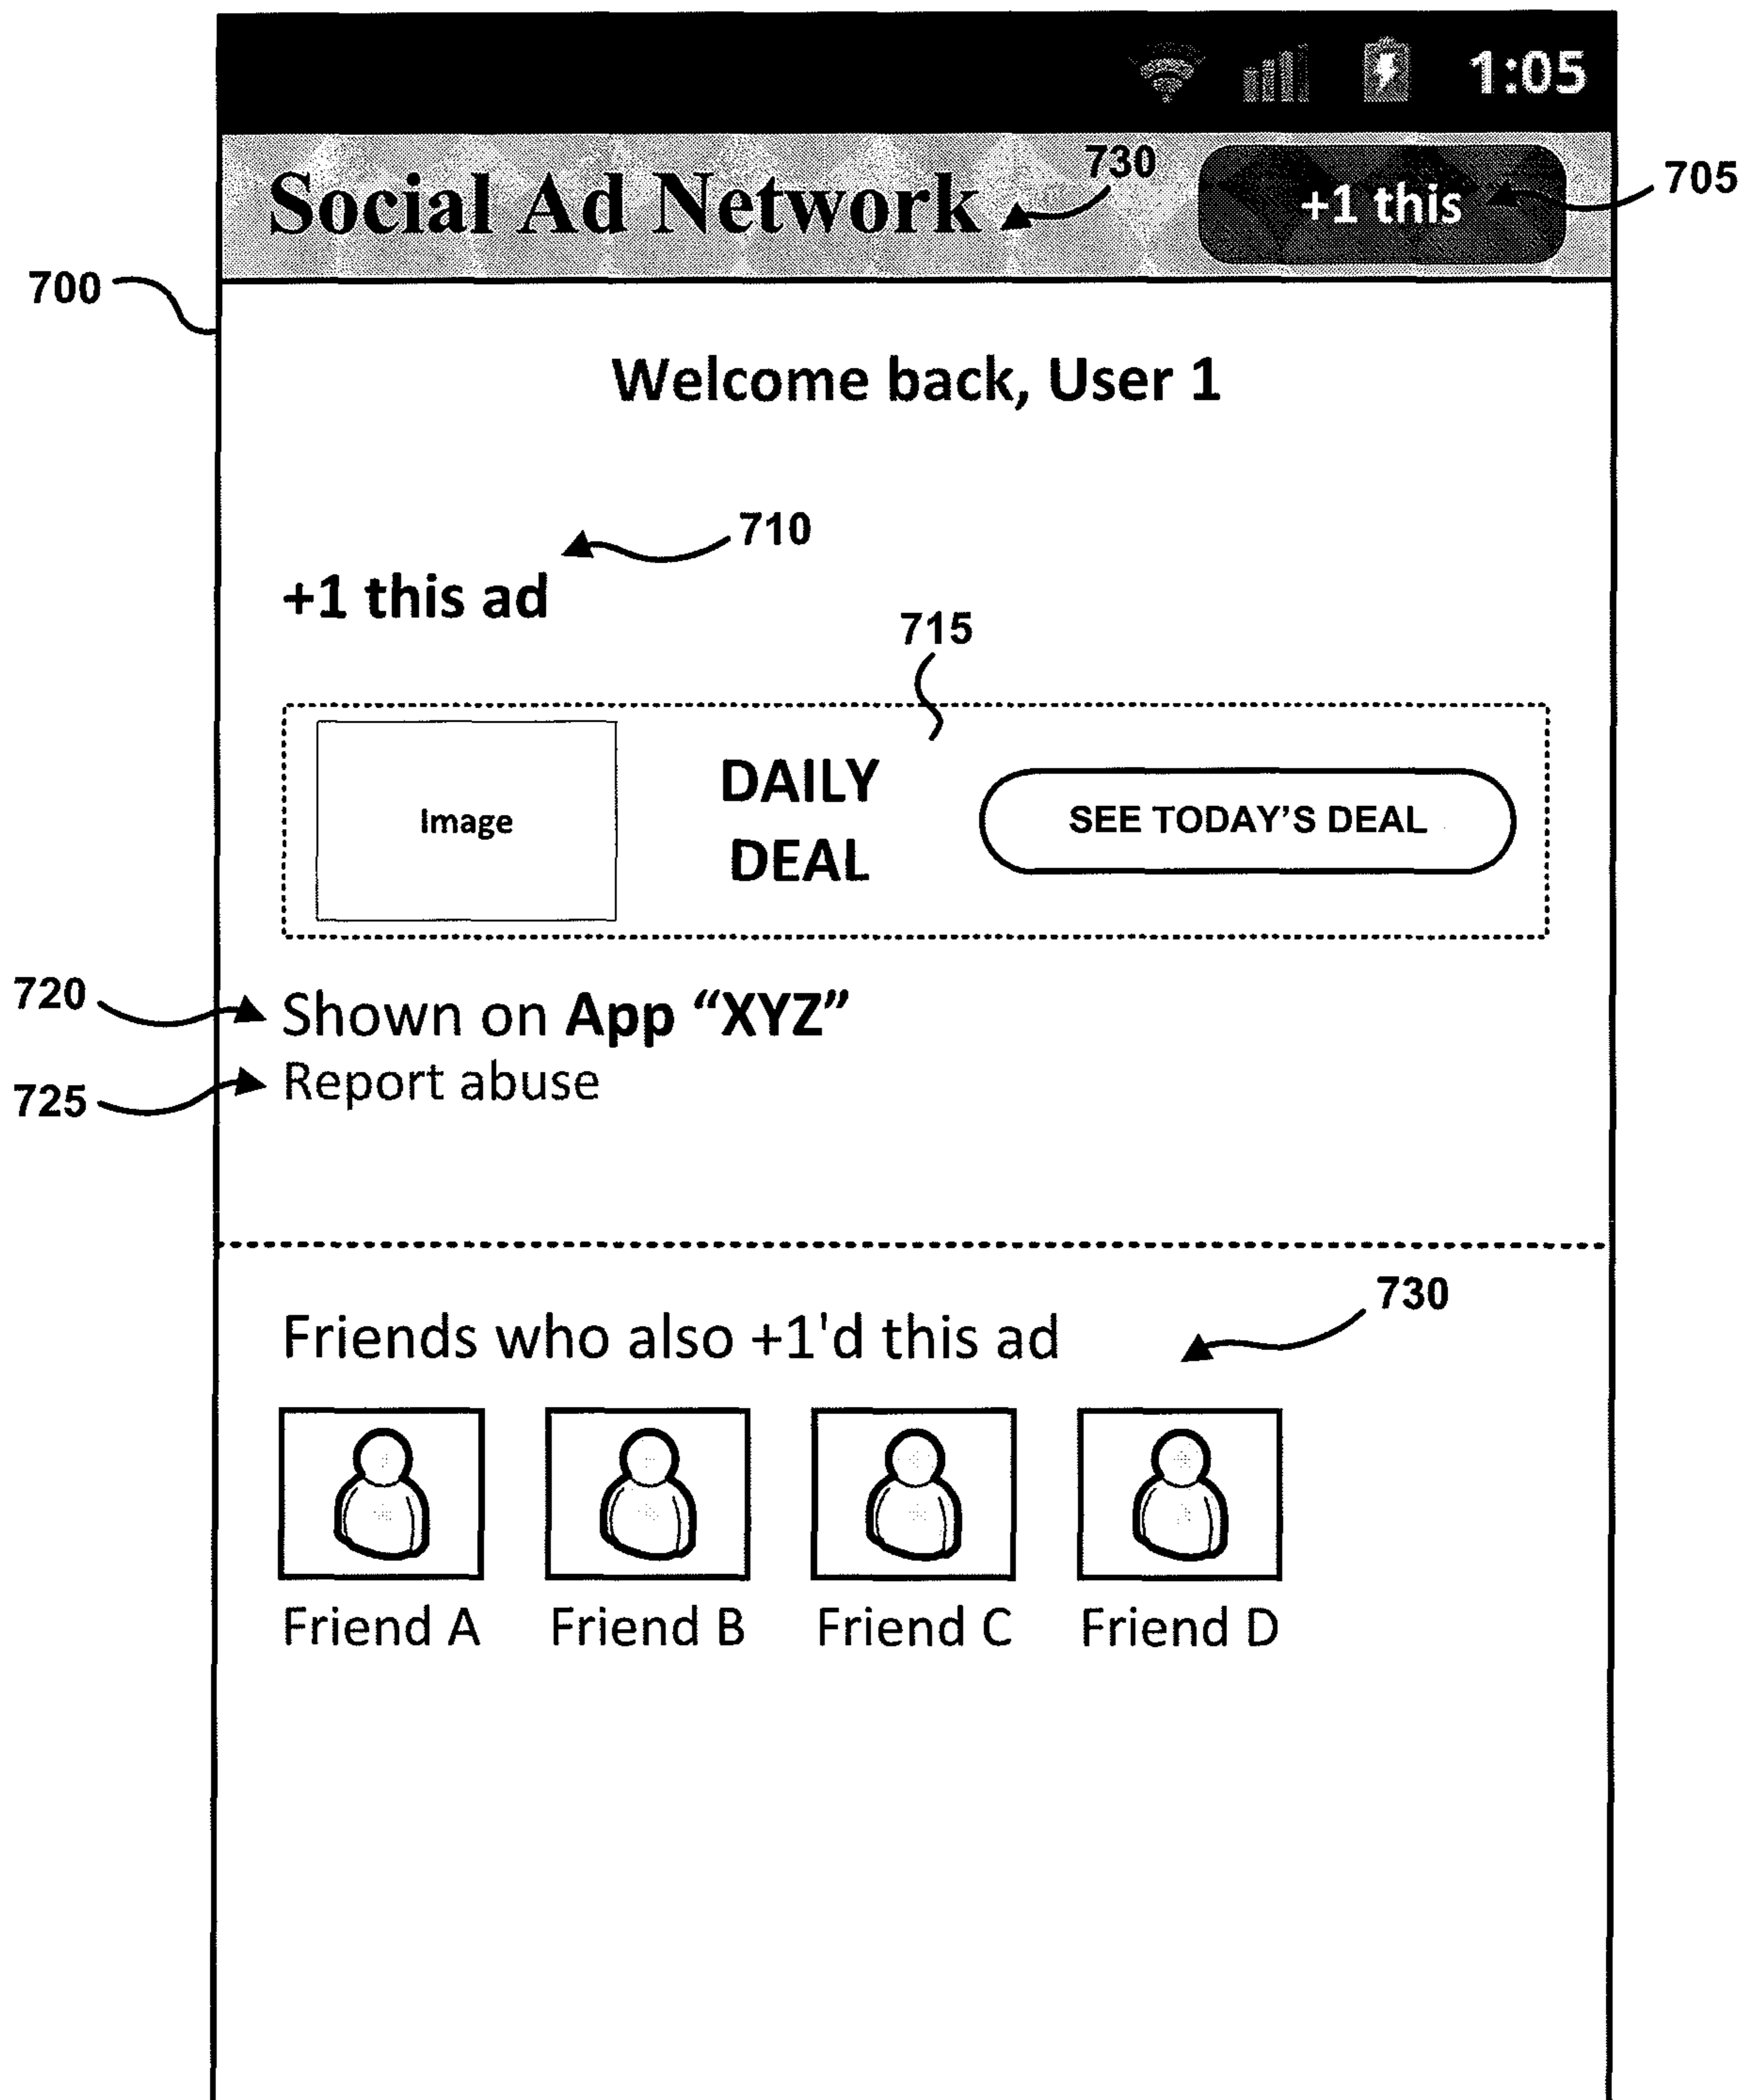 1:05
Social Ad Network
730
+1 this
705
700
Welcome back, User 1
710
+1 this ad
715
Image
DAILY
DEAL
SEE TODAY'S DEAL
720
Shown on App “XYZ”
725
Report abuse
730
Friends who also +1'd this ad
Friend A Friend B Friend C Friend D